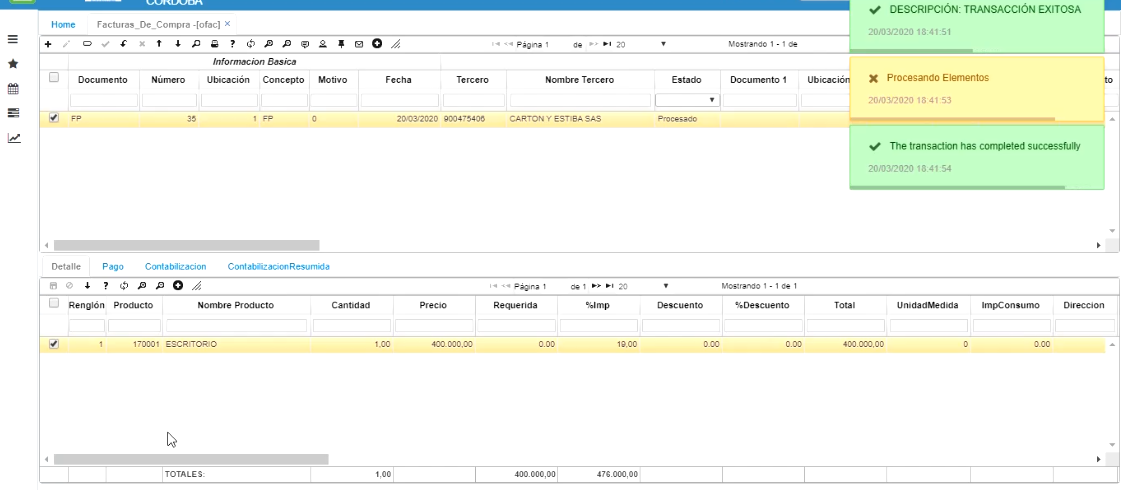 CORDOBA
Home Facturas_De_Compra -[ofac] ×
Página 1 de 20 Mostrando 1 - 1 de
Informacion Basica
Documento Número Ubicación Concepto Motivo Fecha Tercero Nombre Tercero Estado Documento 1 Ubicación
FP 35 1 FP 0 20/03/2020 900475406 CARTON Y ESTIBA SAS Procesado
DESCRIPCIÓN: TRANSACCIÓN EXITOSA
20/03/2020 18:41:51
Procesando Elementos
20/03/2020 18:41:53
The transaction has completed successfully
20/03/2020 18:41:54
Detalle Pago Contabilizacion ContabilizacionResumida
Página 1 de 1 20 Mostrando 1 - 1 de 1
Renglón Producto Nombre Producto Cantidad Precio Requerida %Imp Descuento %Descuento Total UnidadMedida ImpConsumo Direccion
1 170001 ESCRITORIO 1,00 400.000,00 0.00 19,00 0.00 0.00 400.000,00 0 0.00
TOTALES: 1,00 400.000,00 476.000,00